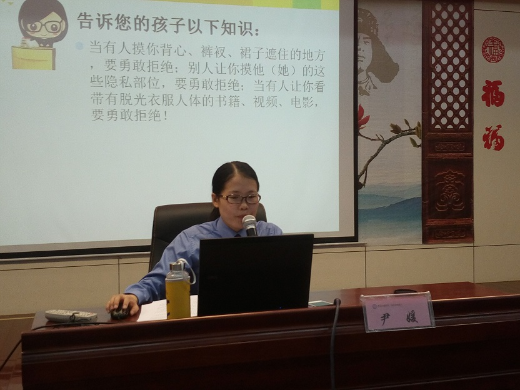 告诉您的孩子以下知识：
当有人摸你背心、裤衩、裙子遮住的地方
，要勇敢拒绝；别人让你摸他（她）的这
些隐私部位，要勇敢拒绝；当有人让你看
带有脱光衣服人体的书籍、视频、电影，
要勇敢拒绝！
福
福
尹 媛